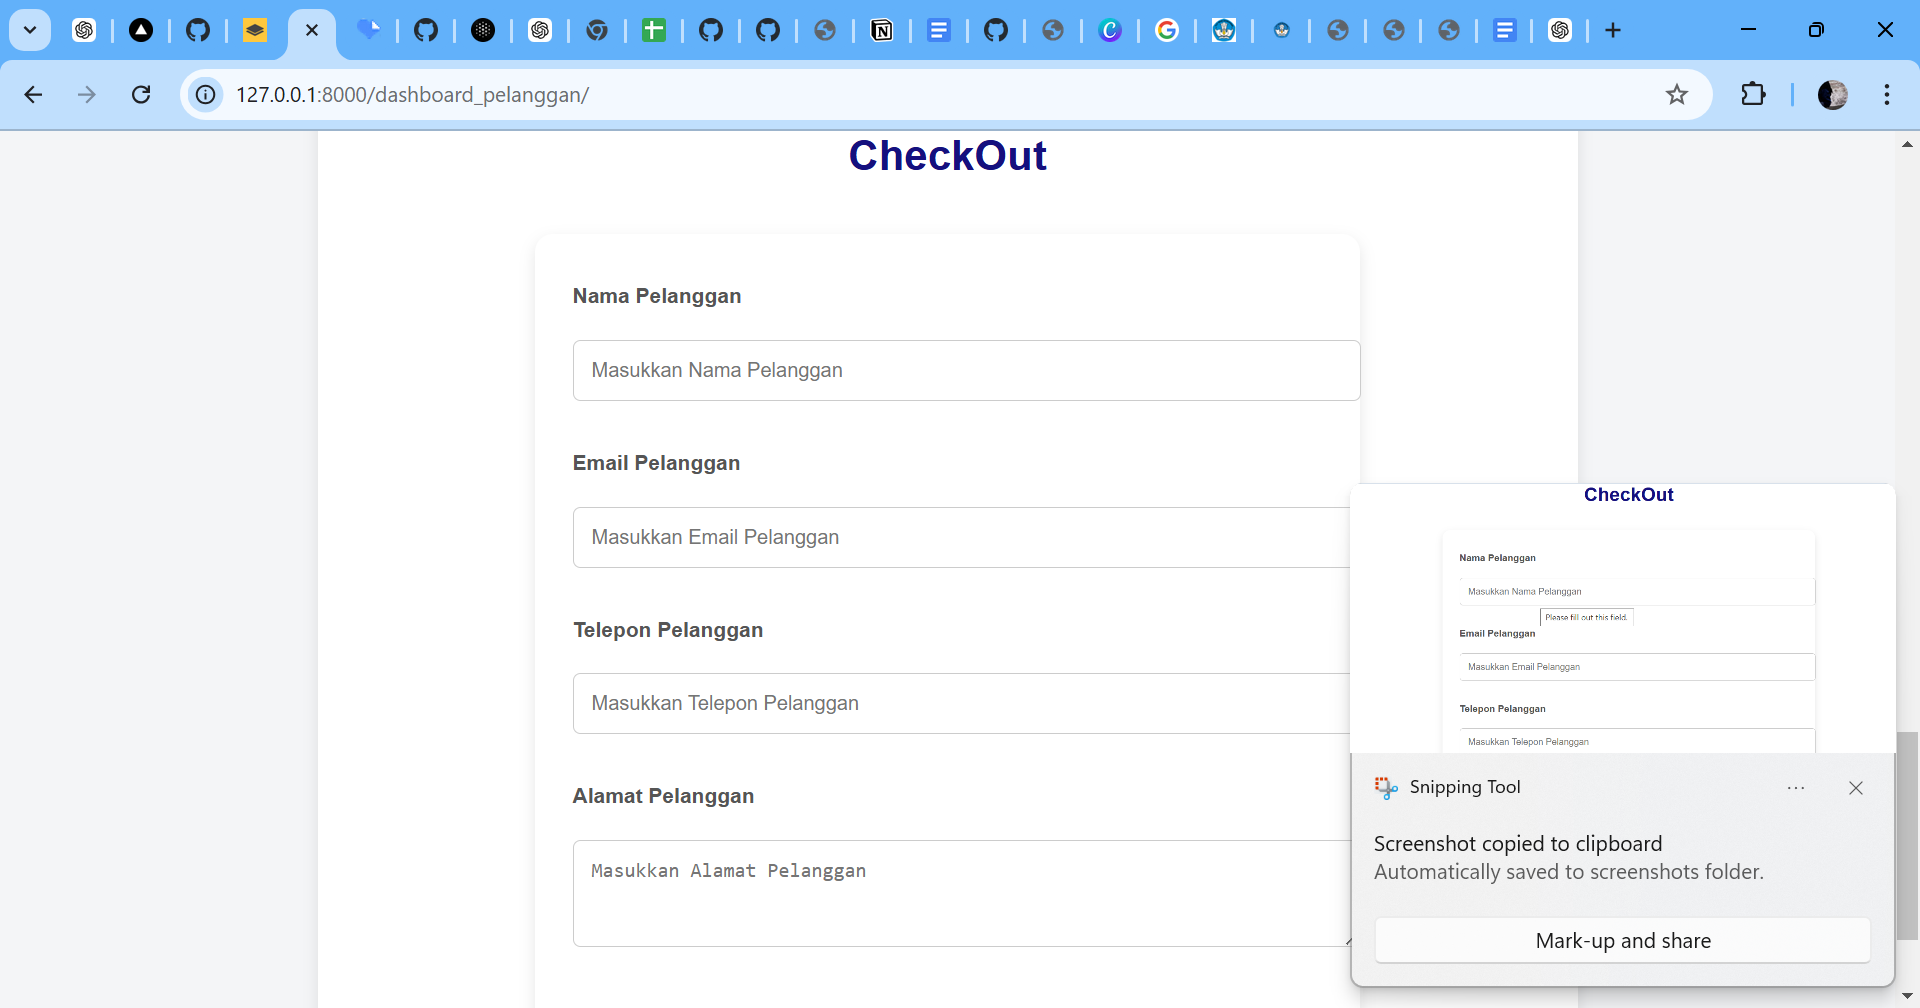 127.0.0.1:8000/dashboard_pelanggan/
CheckOut
Nama Pelanggan
Masukkan Nama Pelanggan
Email Pelanggan
Masukkan Email Pelanggan
Telepon Pelanggan
Masukkan Telepon Pelanggan
Alamat Pelanggan
Masukkan Alamat Pelanggan
CheckOut
Nama Pelanggan
Masukkan Nama Pelanggan
Please fill out this field.
Email Pelanggan
Masukkan Email Pelanggan
Telepon Pelanggan
Masukkan Telepon Pelanggan
Snipping Tool
Screenshot copied to clipboard
Automatically saved to screenshots folder.
Mark-up and share